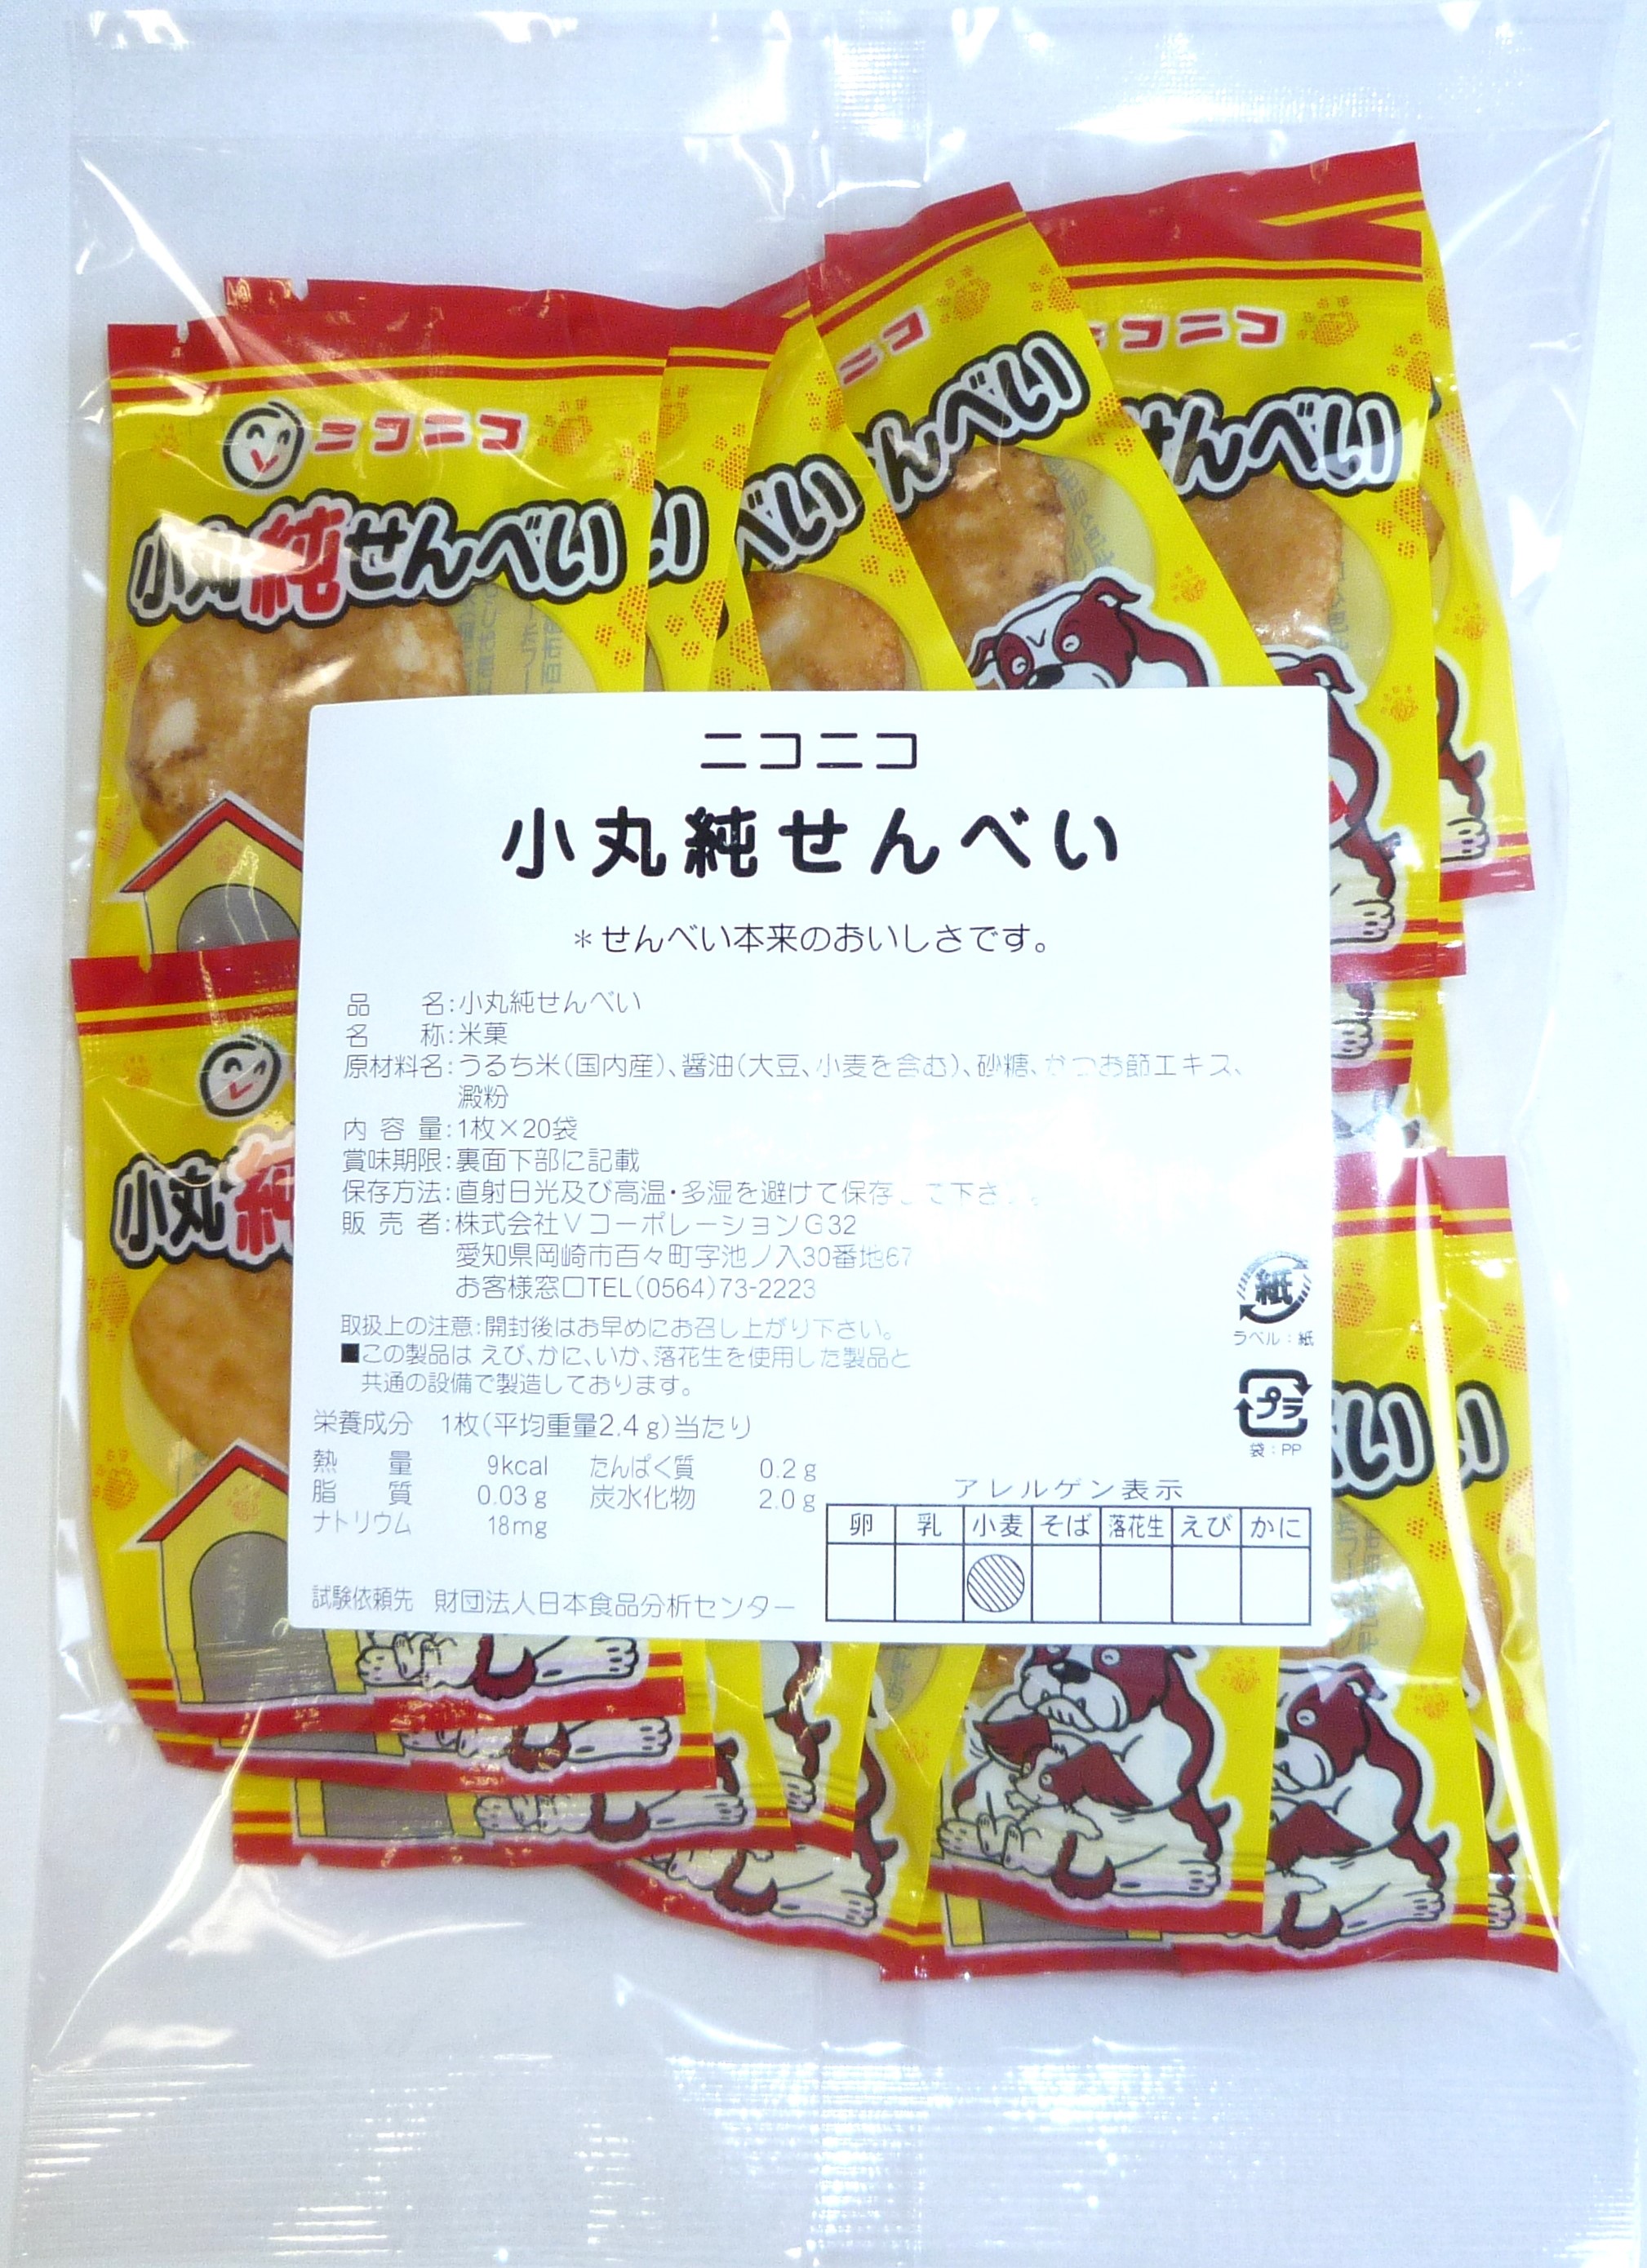 ニコニコ
小丸純せんべい
ニコ
んべい
ニコニコ
せんべい
べい
い
小丸純
ニコニコ
小丸純せんべい
*せんべい本来のおいしさです。
品 名:小丸純せんべい
名 称:米菓
原材料名:うるち米(国内産)、醤油(大豆、小麦を含む)、砂糖、かつお節エキス、
澱粉
内容量:1枚×20袋
賞味期限:裏面下部に記載
保存方法:直射日光及び高温・多湿を避けて保存して下さ
販売者:株式会社VコーポレーションG32
愛知県岡崎市百々町字池ノ入30番地67
お客様窓口TEL(0564)73-2223
取扱上の注意:開封後はお早めにお召し上がり下さい。
■この製品は えび、かに、いか、落花生を使用した製品と
共通の設備で製造しております。
栄養成分 1枚(平均重量2.4g)当たり
熱量 9kcal たんぱく質 0.2g
脂質 0.03g 炭水化物 2.0g
ナトリウム 18mg
試験依頼先 財団法人日本食品分析センター
紙
ラベル:紙
プラ
袋:PP
アレルゲン表示
卵 乳 小麦 そば 落花生 えび かに
い
い